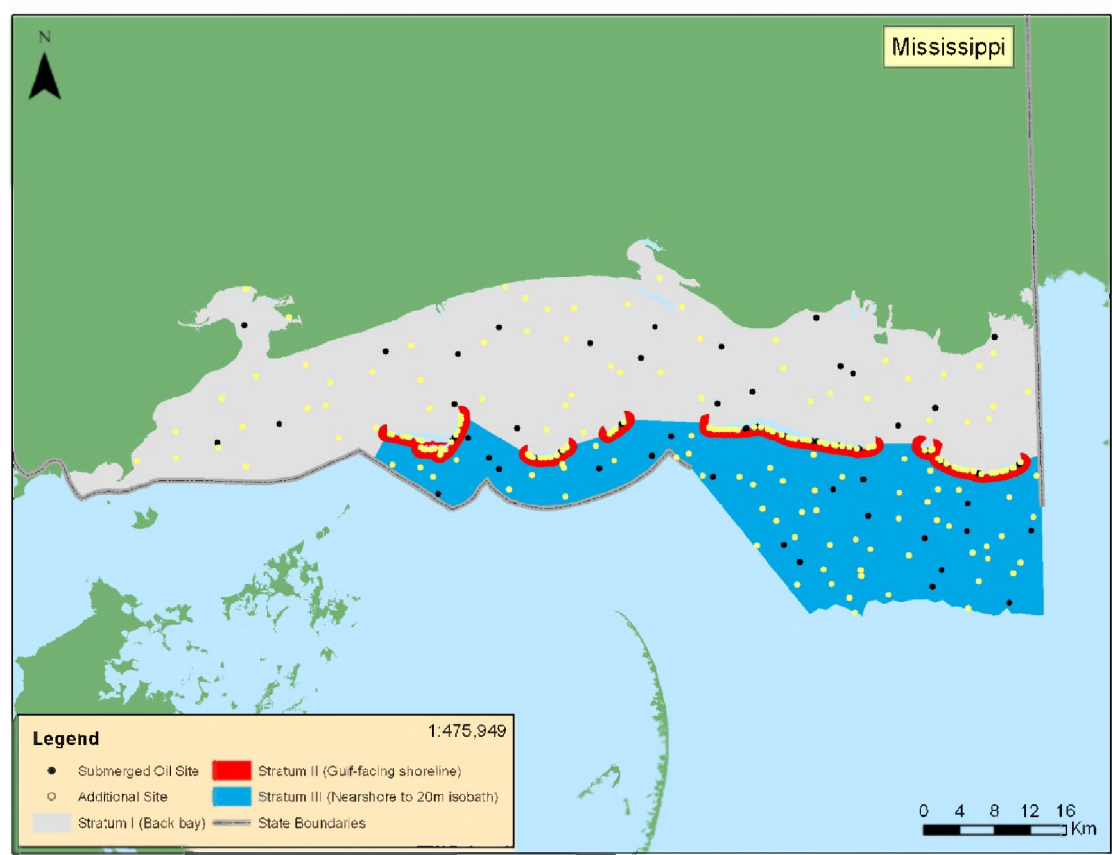 N
Mississippi
Legend
1:475,949
Submerged Oil Site
Stratum II (Gulf-facing shoreline)
Additional Site
Stratum III (Nearshore to 20m isobath)
Stratum I (Back bay)
State Boundaries
0 4 8 12 16
Km